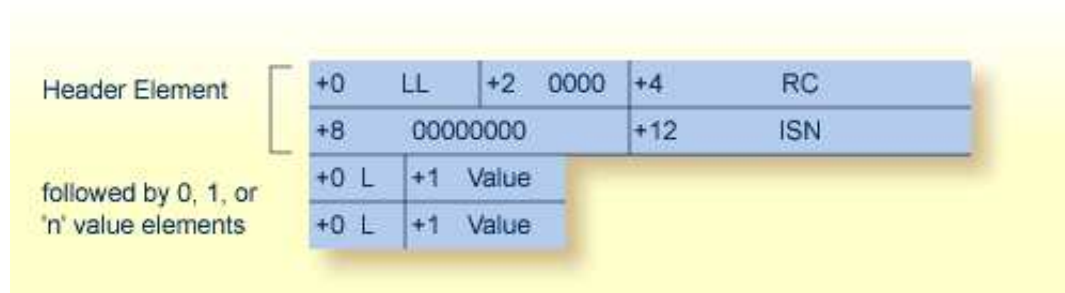 Header Element
+0 LL +2 0000 +4 RC
+8 00000000 +12 ISN
followed by 0, 1, or
'n' value elements
+0 L +1 Value
+0 L +1 Value